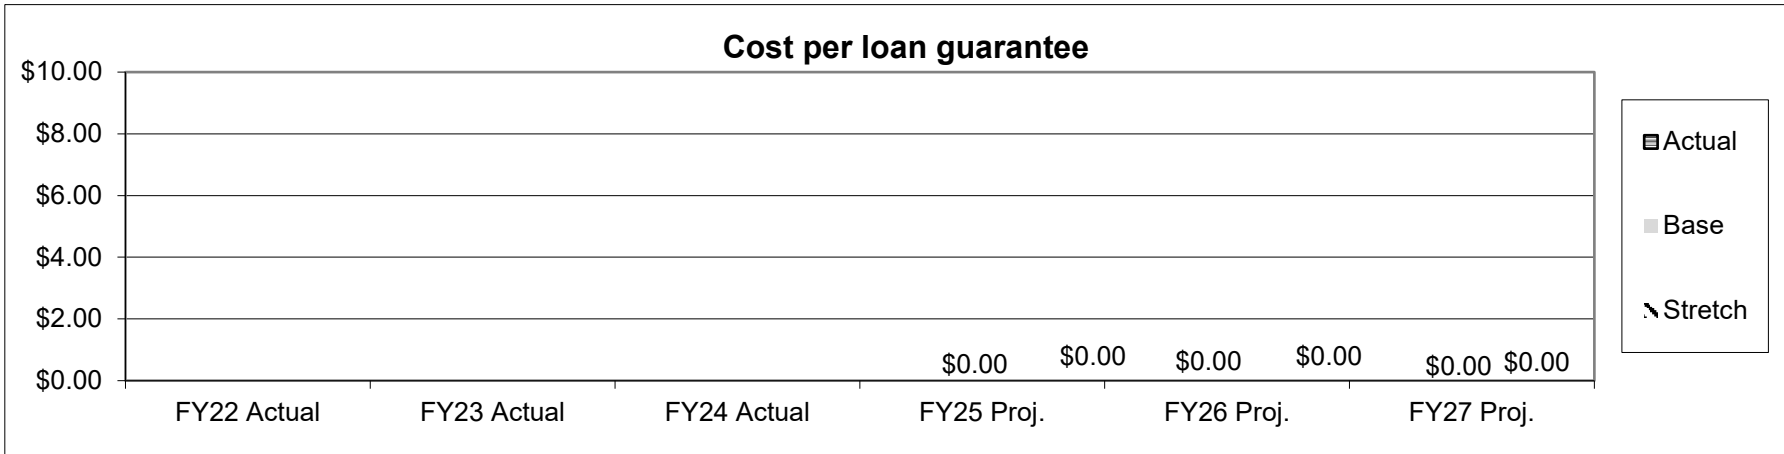 Cost per loan guarantee
$10.00
$8.00
$6.00
$4.00
$2.00
$0.00
$0.00 $0.00 $0.00 $0.00 $0.00 $0.00
FY22 Actual FY23 Actual FY24 Actual FY25 Proj. FY26 Proj. FY27 Proj.
Actual
Base
Stretch